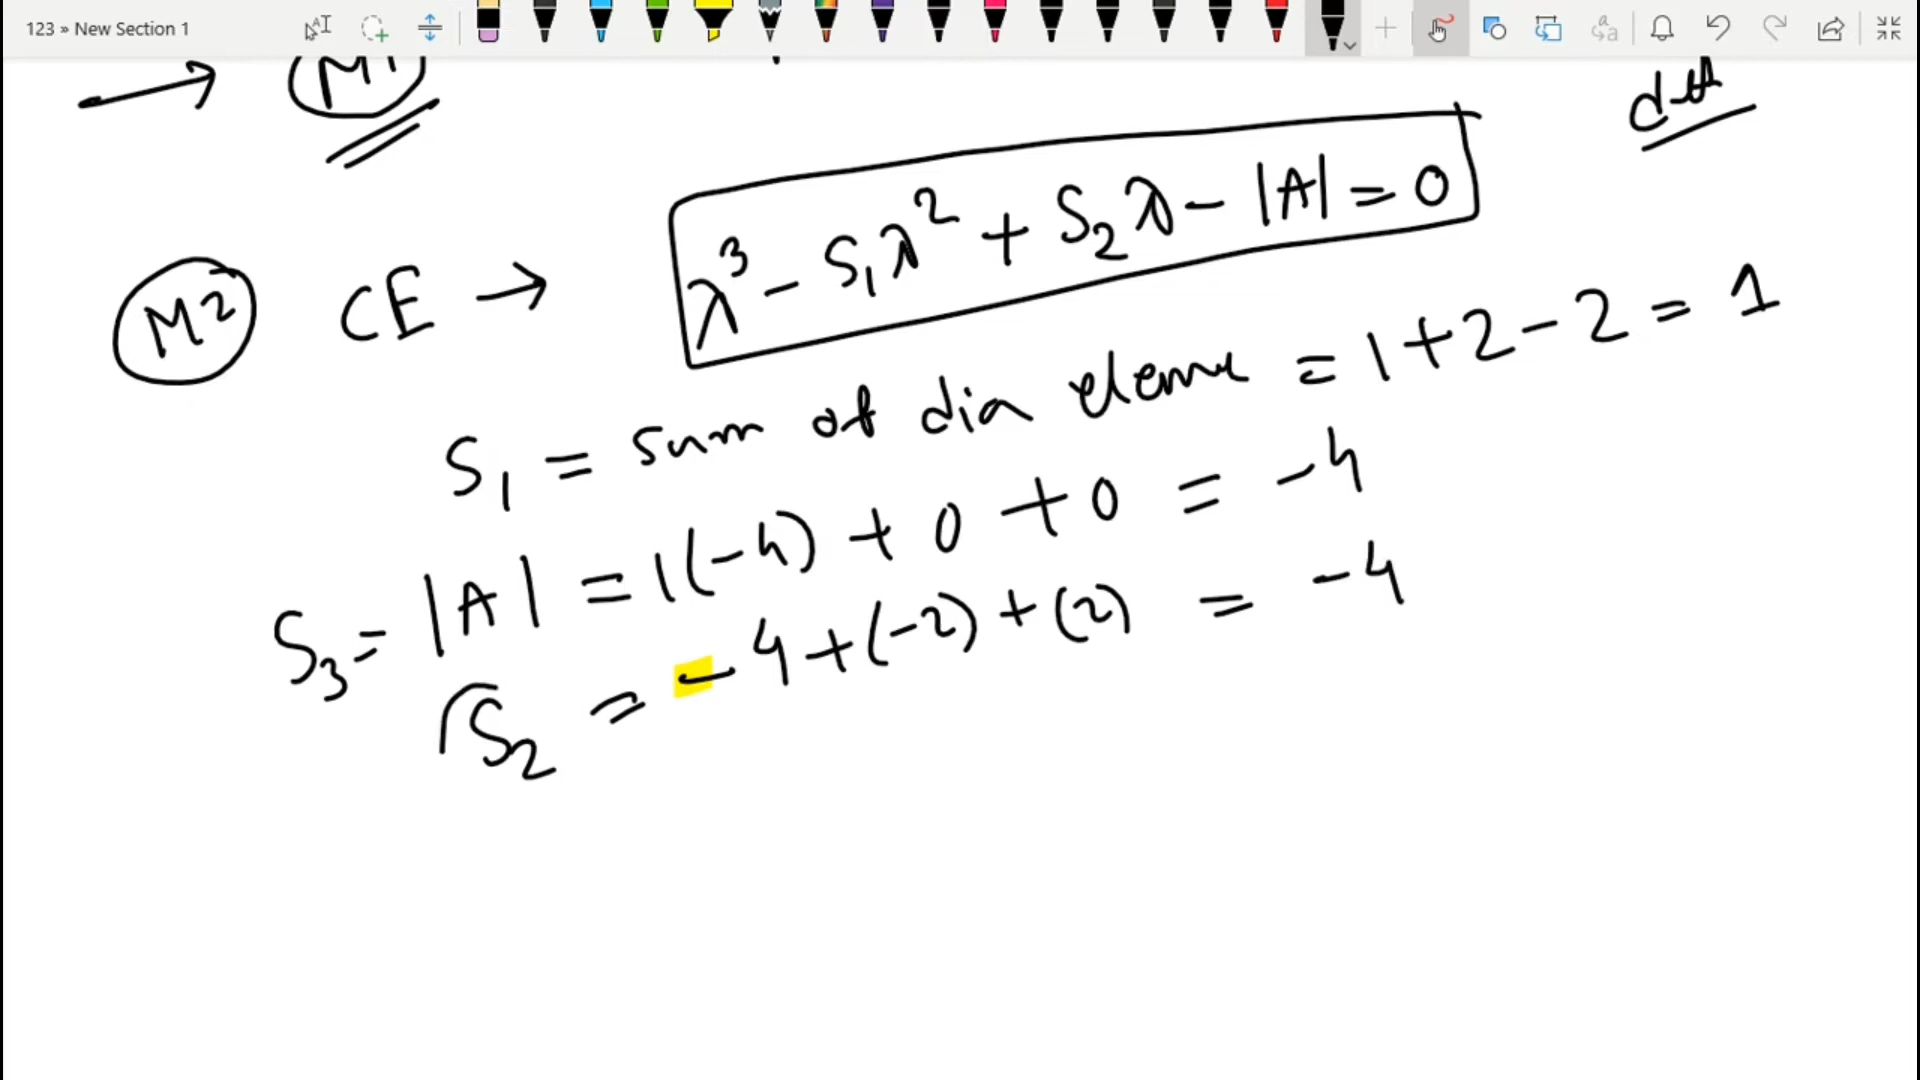 123 » New Section 1
M1
det
M2 CE → λ³ - S₁λ² + S₂λ - |A| = 0
S₁ = sum of dia eleme = 1+2-2 = 1
S₃ = |A| = 1(-4) + 0 + 0 = -4
S₂ = -4+(-2)+(2) = -4